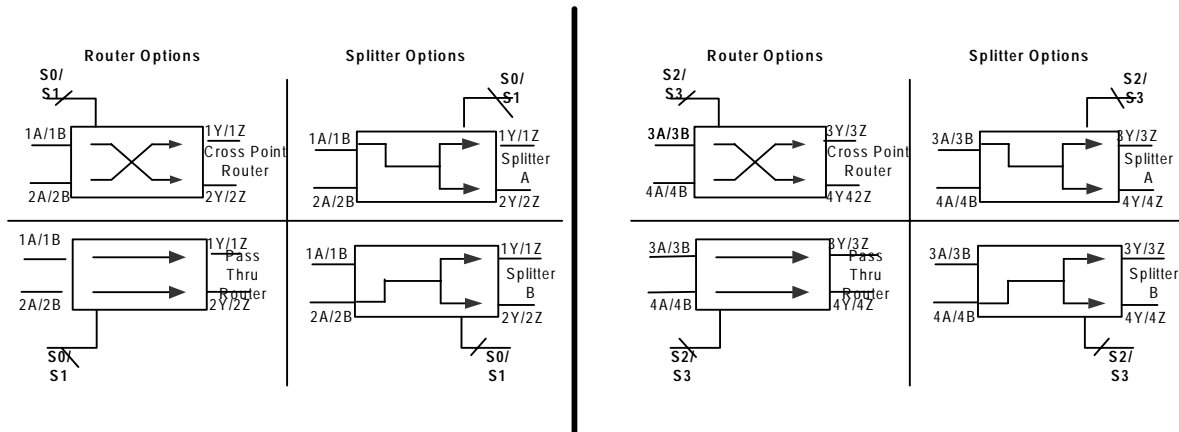 Router Options
Splitter Options
S0/
S1
S0/
S1
1A/1B
1Y/1Z
Cross Point
Router
2A/2B
2Y/2Z
1A/1B
1Y/1Z
Splitter
A
2A/2B
2Y/2Z
1A/1B
1Y/1Z
Pass
Thru
Router
2A/2B
2Y/2Z
S0/
S1
1A/1B
1Y/1Z
Splitter
B
2A/2B
2Y/2Z
S0/
S1
Router Options
Splitter Options
S2/
S3
S2/
S3
3A/3B
3Y/3Z
Cross Point
Router
4A/4B
4Y42Z
3A/3B
3Y/3Z
Splitter
A
4A/4B
4Y/4Z
3A/3B
3Y/3Z
Pass
Thru
Router
4A/4B
4Y/4Z
S2/
S3
3A/3B
3Y/3Z
Splitter
B
4A/4B
4Y/4Z
S2/
S3